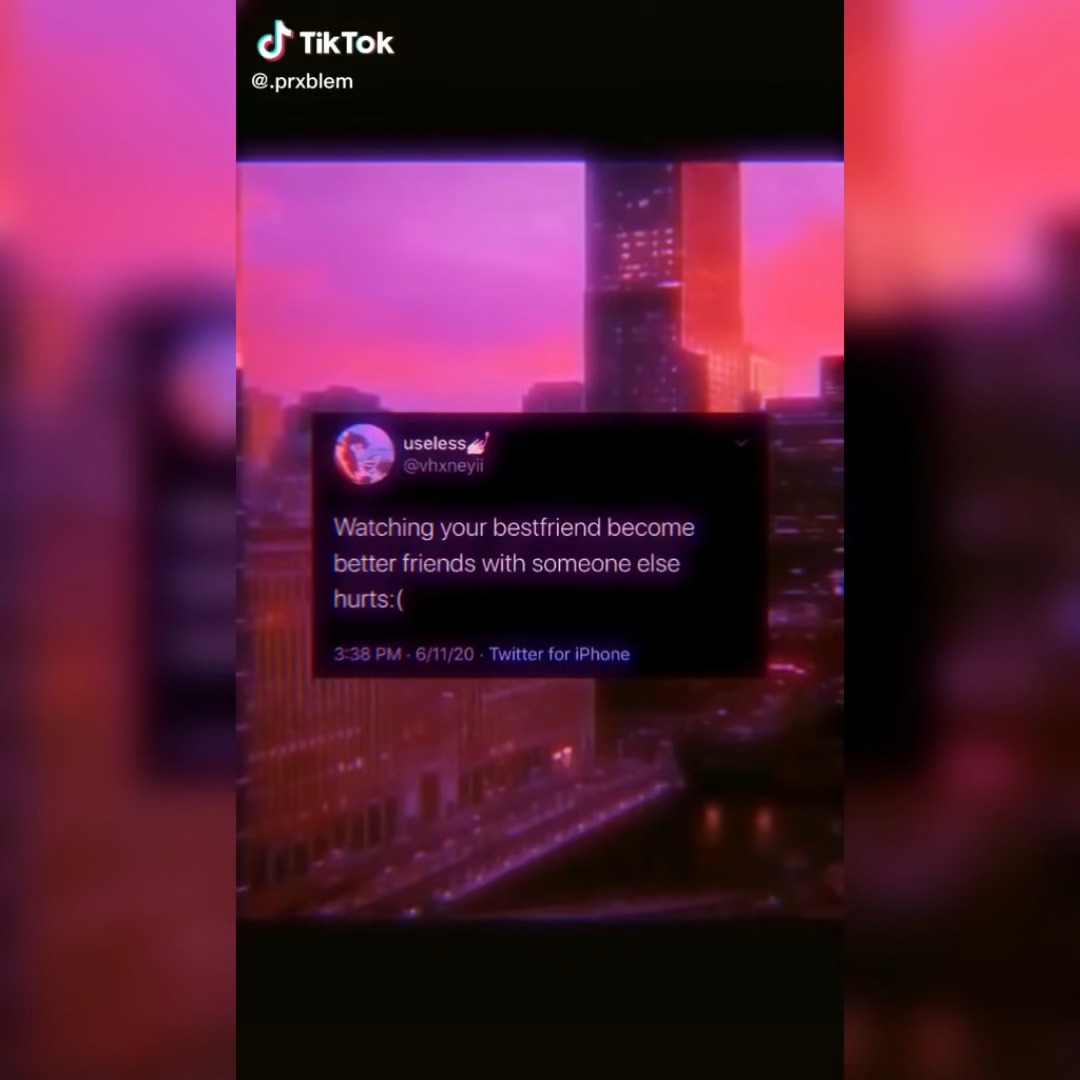 TikTok
@.prxblem
useless💅
@vhxneyii
Watching your bestfriend become
better friends with someone else
hurts:(
3:38 PM · 6/11/20 · Twitter for iPhone